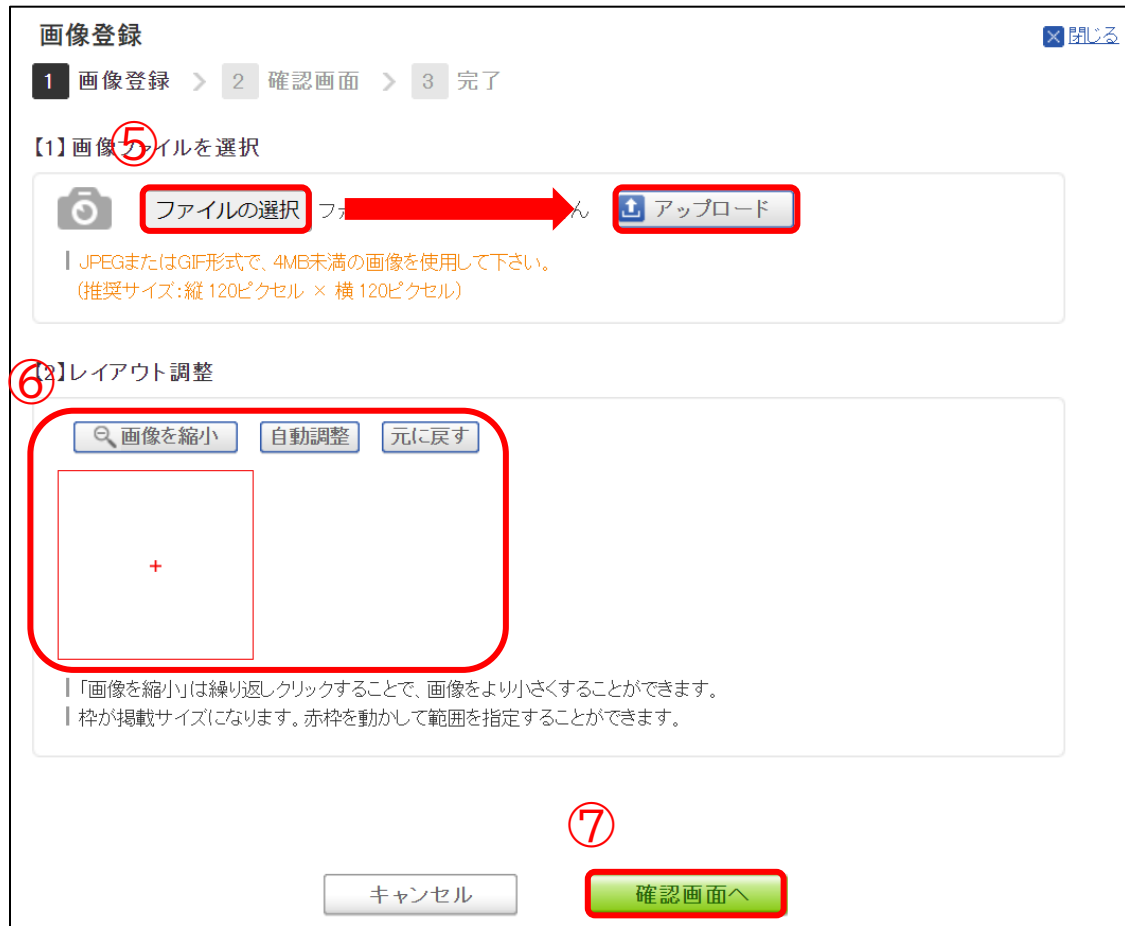 画像登録
閉じる
1 画像登録 > 2 確認画面 > 3 完了
⑤
【1】画像ファイルを選択
ファイルの選択 ファ ん アップロード
JPEGまたはGIF形式で、4MB未満の画像を使用して下さい。
(推奨サイズ:縦 120ピクセル × 横 120ピクセル)
⑥
【2】レイアウト調整
画像を縮小 自動調整 元に戻す
「画像を縮小」は繰り返しクリックすることで、画像をより小さくすることができます。
枠が掲載サイズになります。赤枠を動かして範囲を指定することができます。
⑦
キャンセル 確認画面へ